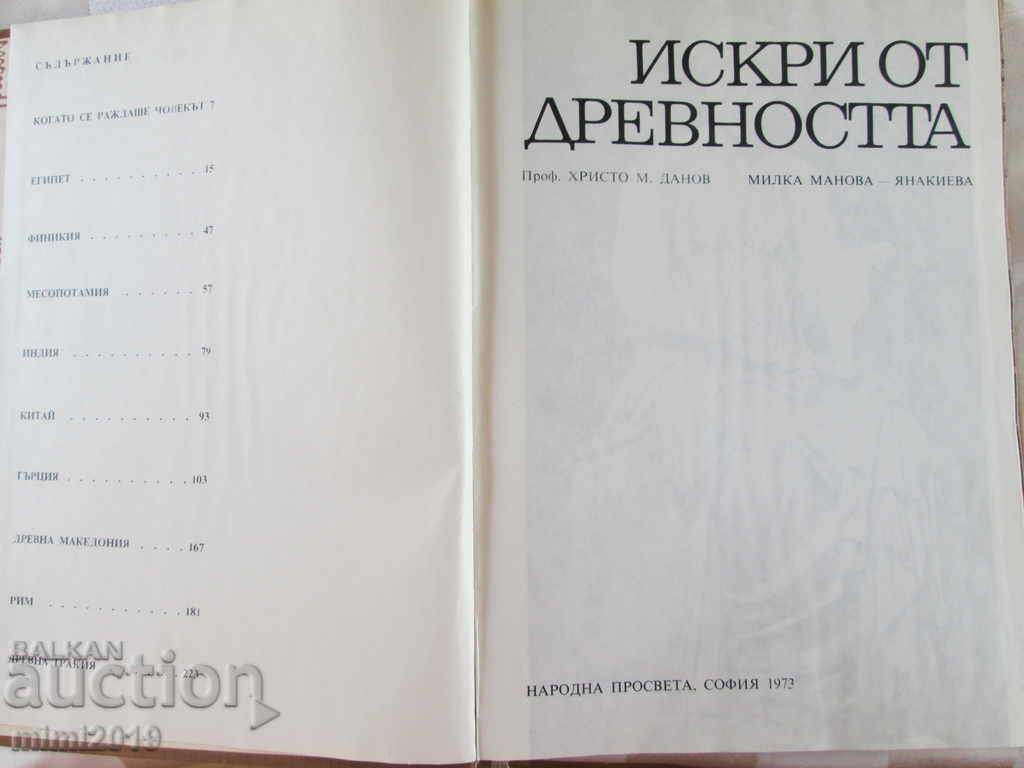 СЪДЪРЖАНИЕ
КОГАТО СЕ РАЖДАШЕ ЧОВЕКЪТ 7
ЕГИПЕТ . . . . . . . . . . 15
ФИНИКИЯ . . . . . . . . . 47
МЕСОПОТАМИЯ . . . . . . 57
ИНДИЯ . . . . . . . . . . 79
КИТАЙ . . . . . . . . . . 93
ГЪРЦИЯ . . . . . . . . . . 103
ДРЕВНА МАКЕДОНИЯ . . . . 167
РИМ . . . . . . . . . . . 181
ДРЕВНА ТРАКИЯ . . . . . . 223
ИСКРИ ОТ
ДРЕВНОСТТА
Проф. ХРИСТО М. ДАНОВ МИЛКА МАНОВА — ЯНАКИЕВА
НАРОДНА ПРОСВЕТА, СОФИЯ 1973
BALKAN
auction
mimi2019